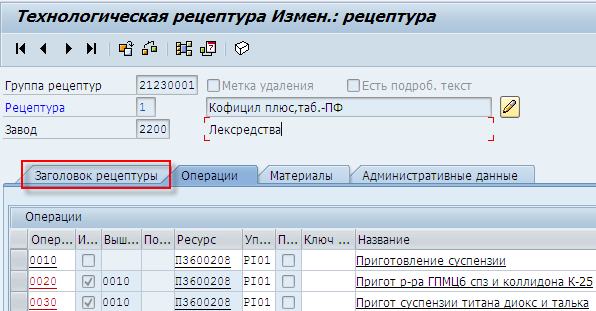 Технологическая рецептура Измен.: рецептура
Группа рецептур 21230001 Метка удаления Есть подроб. текст
Рецептура 1 Кофицил плюс,таб.-ПФ
Завод 2200 Лексредства
Заголовок рецептуры Операции Материалы Административные данные
Операции
Опер... И... Выш... По... Ресурс Уп... П... Ключ ... Название
0010 П3600208 PI01 Приготовление суспензии
0020 0010 П3600208 PI01 Пригот р-ра ГПМЦ6 спз и коллидона К-25
0030 0010 П3600208 PI01 Пригот суспензии титана диокс и талька